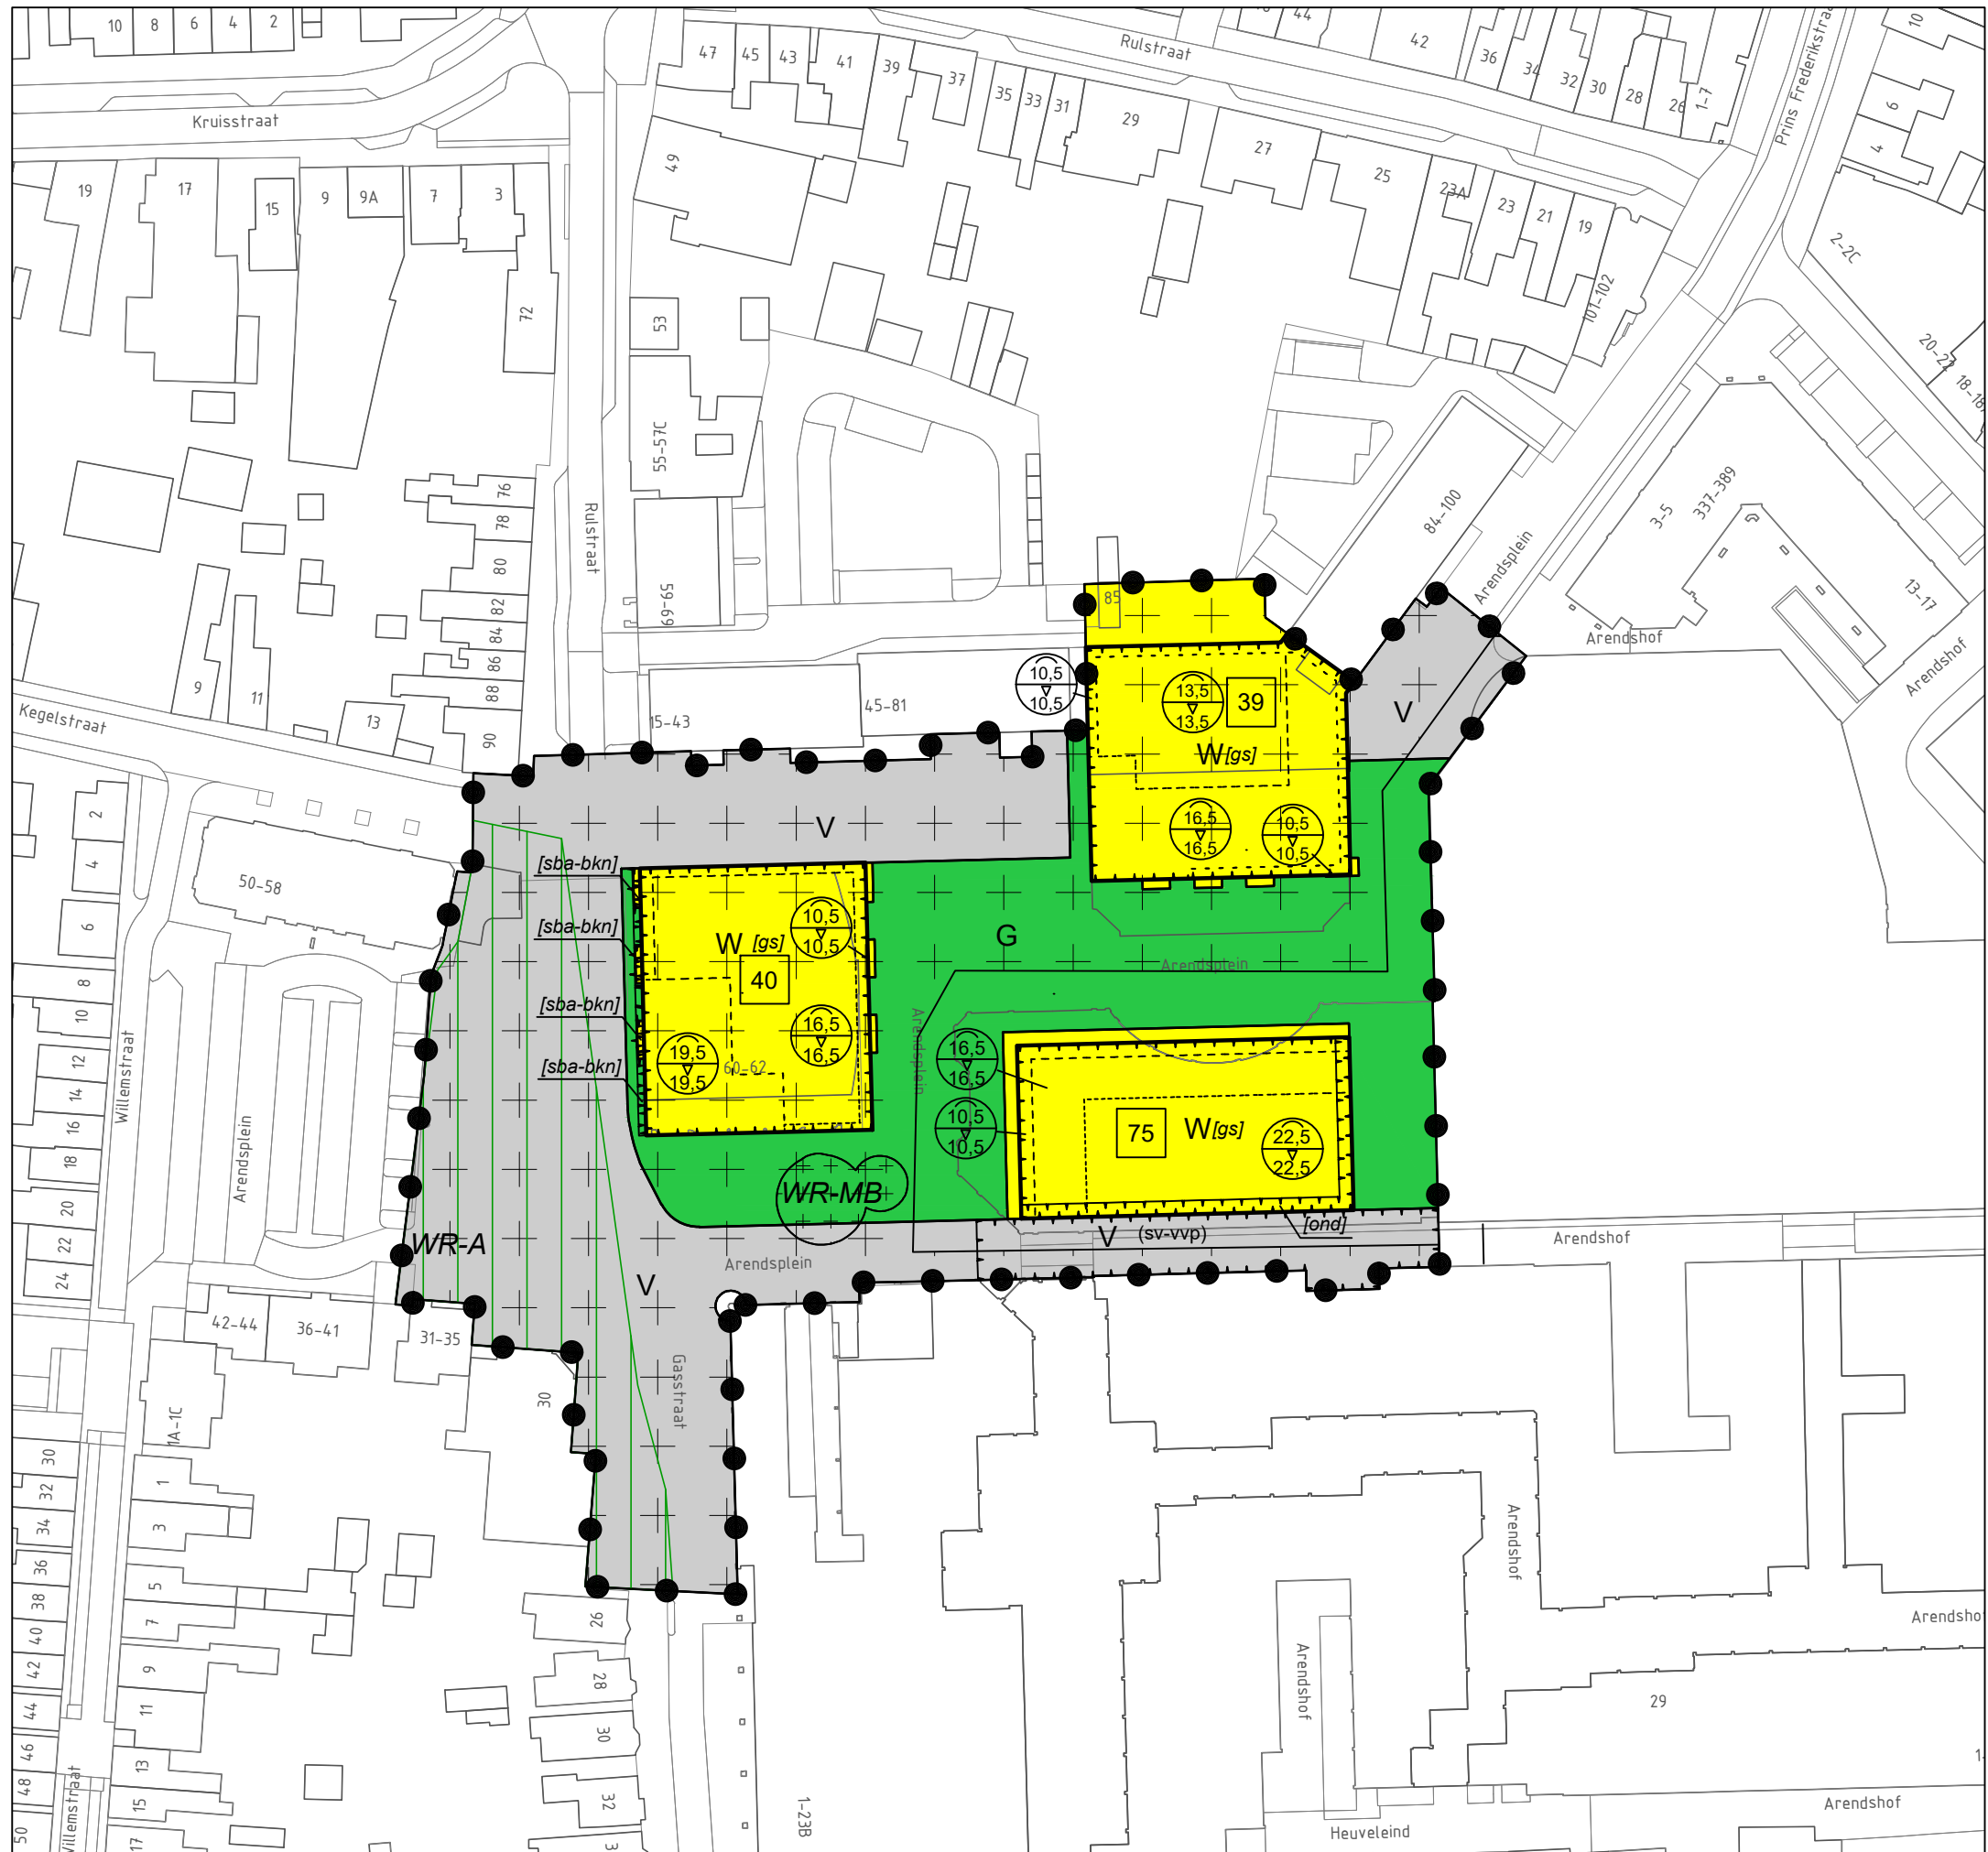 10 8 6 4 2
Kruisstraat
47 45 43 41 39 37 35 33 31 29
Rulstraat
44 42 36 34 32 30 28 26 1-7
Prins Frederikstraat
10
6
4
2-2C
20-22
19 17 15 9 9A 7 3
72
49
27 25 23A 23 21 19
101-102
53
55-57C
Rulstraat
69-65
76
78
80
82
84
86
88
90
84-100
Arendsplein
3-5
337-389
13-17
Arendshof
Arendshof
85
9 11 13
Kegelstraat
15-43
45-81
10,5
10,5
13,5
13,5
39
W[gs]
16,5
16,5
10,5
10,5
V
V
2
4
6
8
10
12
14
16
18
20
22
24
50-58
Willemstraat
Arendsplein
[sba-bkn]
[sba-bkn]
[sba-bkn]
[sba-bkn]
W [gs]
40
10,5
10,5
16,5
16,5
19,5
19,5
60-62
G
Arendsplein
Arendsplein
16,5
16,5
10,5
10,5
75
W[gs]
22,5
22,5
[ond]
V (sv-vvp)
WR-MB
WR-A
V
Arendsplein
Arendshof
42-44
36-41
31-35
30
Gasstraat
1A-1C
30
32
34
36
38
40
42
44
46
48
50
1
3
5
7
9
11
13
15
17
Willemstraat
26
28
30
32
1-23B
Arendshof
Arendshof
Arendshof
29
Arendshof
Heuveleind